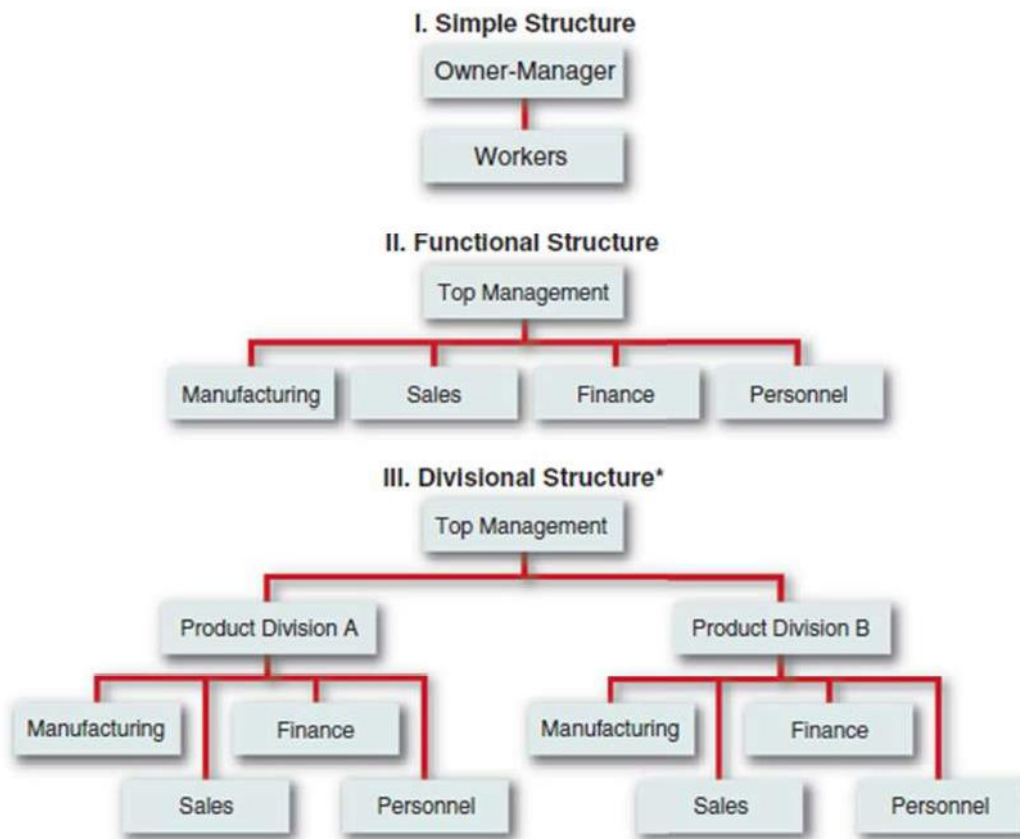 I. Simple Structure
Owner-Manager
Workers
II. Functional Structure
Top Management
Manufacturing
Sales
Finance
Personnel
III. Divisional Structure*
Top Management
Product Division A
Product Division B
Manufacturing
Finance
Sales
Personnel
Manufacturing
Finance
Sales
Personnel